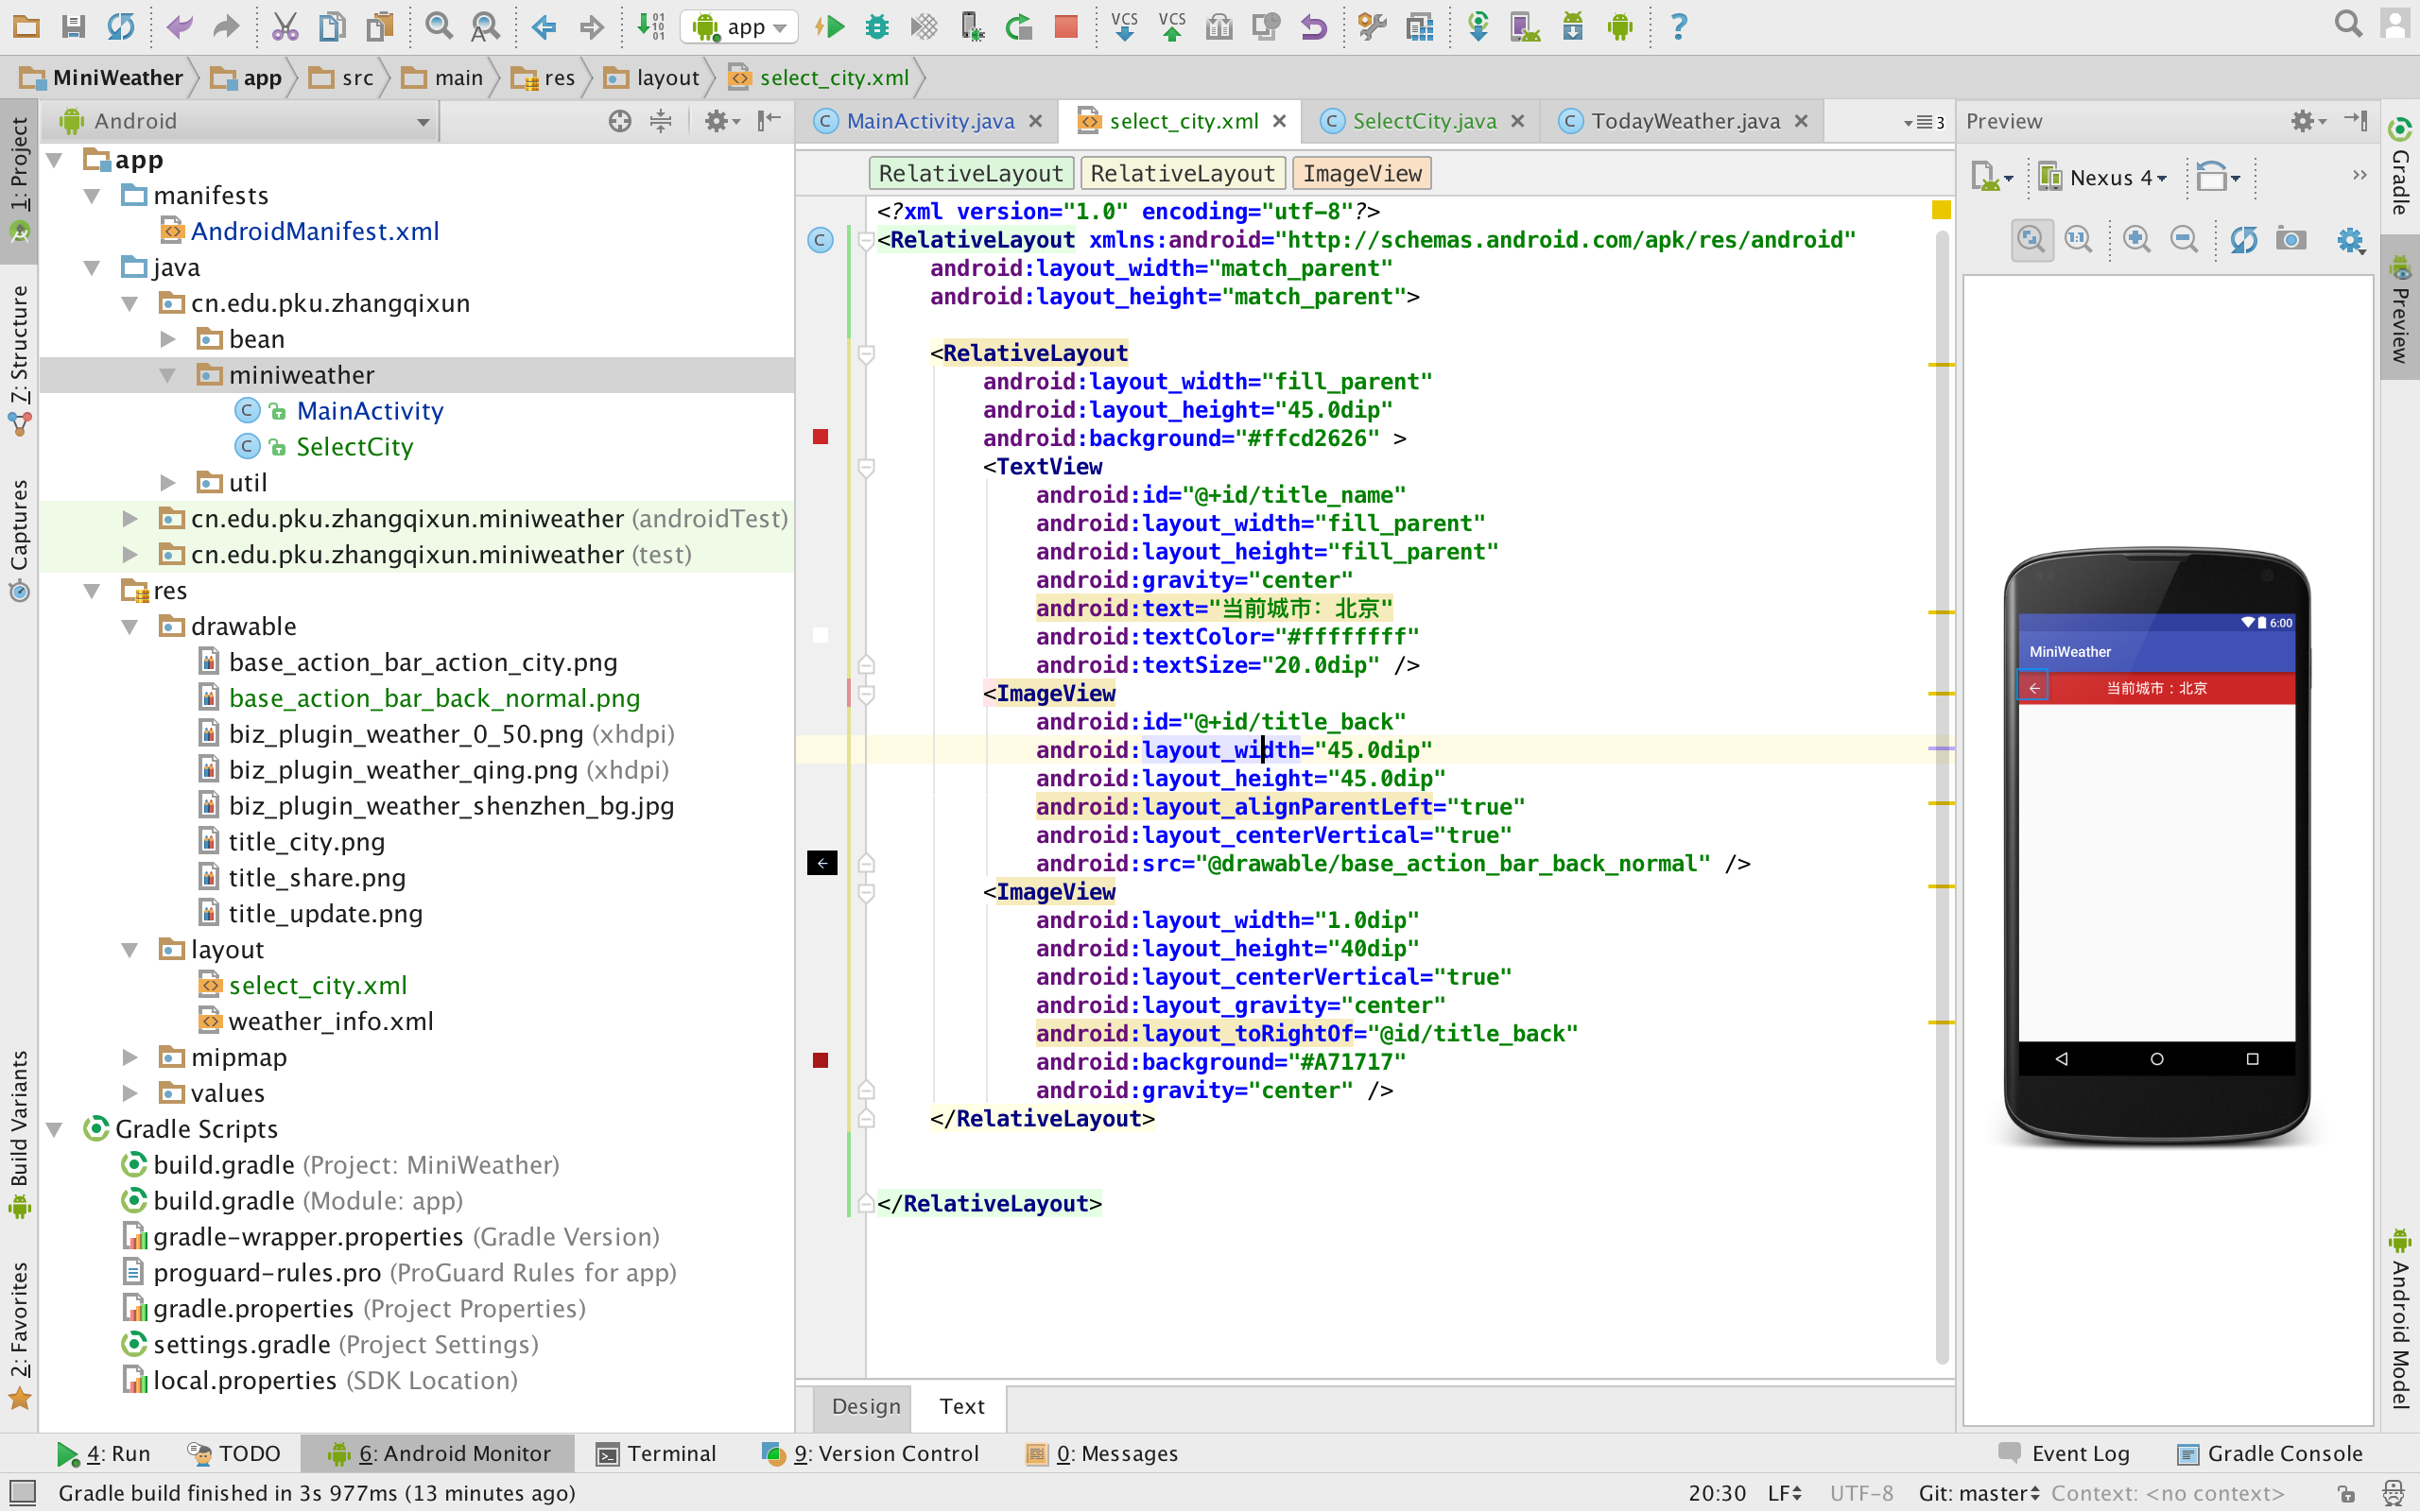 app
VCS
VCS
?
MiniWeather
app
src
main
res
layout
select_city.xml
1: Project
Z: Structure
Captures
Build Variants
2: Favorites
Android
app
manifests
AndroidManifest.xml
java
cn.edu.pku.zhangqixun
bean
miniweather
MainActivity
SelectCity
util
cn.edu.pku.zhangqixun.miniweather (androidTest)
cn.edu.pku.zhangqixun.miniweather (test)
res
drawable
base_action_bar_action_city.png
base_action_bar_back_normal.png
biz_plugin_weather_0_50.png (xhdpi)
biz_plugin_weather_qing.png (xhdpi)
biz_plugin_weather_shenzhen_bg.jpg
title_city.png
title_share.png
title_update.png
layout
select_city.xml
weather_info.xml
mipmap
values
Gradle Scripts
build.gradle (Project: MiniWeather)
build.gradle (Module: app)
gradle-wrapper.properties (Gradle Version)
proguard-rules.pro (ProGuard Rules for app)
gradle.properties (Project Properties)
settings.gradle (Project Settings)
local.properties (SDK Location)
MainActivity.java
select_city.xml
SelectCity.java
TodayWeather.java
3
RelativeLayout
RelativeLayout
ImageView
<?xml version="1.0" encoding="utf-8"?>
<RelativeLayout xmlns:android="http://schemas.android.com/apk/res/android"
android:layout_width="match_parent"
android:layout_height="match_parent">
<RelativeLayout
android:layout_width="fill_parent"
android:layout_height="45.0dip"
android:background="#ffcd2626" >
<TextView
android:id="@+id/title_name"
android:layout_width="fill_parent"
android:layout_height="fill_parent"
android:gravity="center"
android:text="当前城市：北京"
android:textColor="#ffffffff"
android:textSize="20.0dip" />
<ImageView
android:id="@+id/title_back"
android:layout_width="45.0dip"
android:layout_height="45.0dip"
android:layout_alignParentLeft="true"
android:layout_centerVertical="true"
android:src="@drawable/base_action_bar_back_normal" />
<ImageView
android:layout_width="1.0dip"
android:layout_height="40dip"
android:layout_centerVertical="true"
android:layout_gravity="center"
android:layout_toRightOf="@id/title_back"
android:background="#A71717"
android:gravity="center" />
</RelativeLayout>
</RelativeLayout>
Design
Text
Preview
Nexus 4
1:1
6:00
MiniWeather
当前城市：北京
Gradle
Preview
Android Model
4: Run
TODO
6: Android Monitor
Terminal
9: Version Control
0: Messages
Event Log
Gradle Console
Gradle build finished in 3s 977ms (13 minutes ago)
20:30
LF
UTF-8
Git: master
Context: <no context>